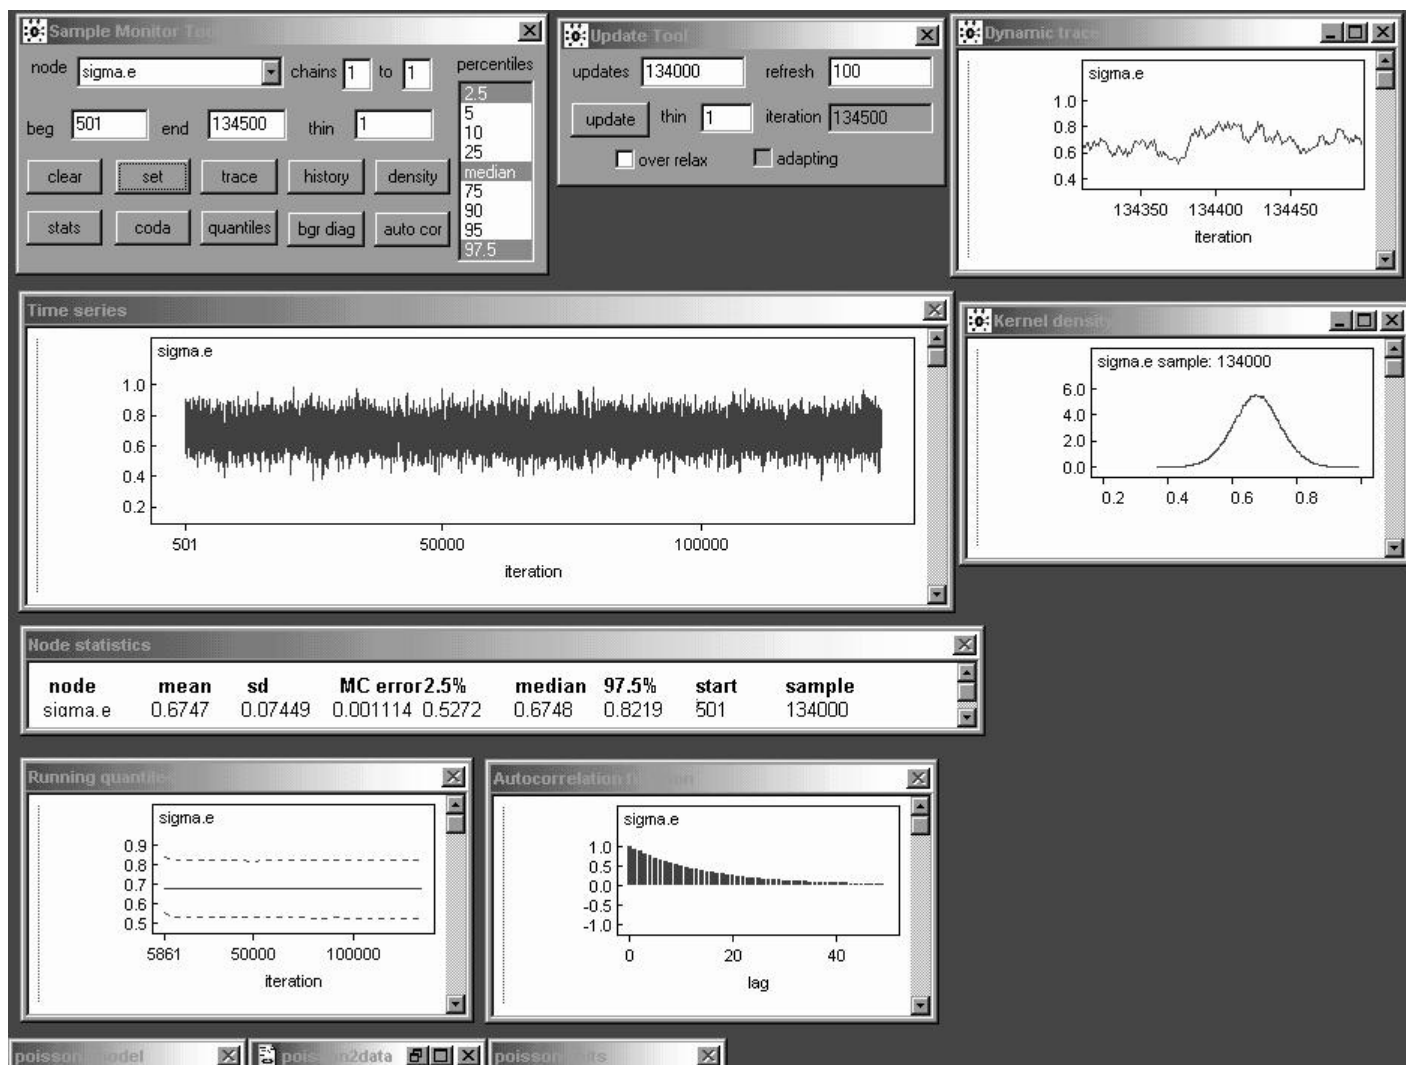 Sample Monitor Tool
node sigma.e chains 1 to 1 percentiles
2.5
5
10
25
median
75
90
95
97.5
beg 501 end 134500 thin 1
clear set trace history density
stats coda quantiles bgr diag auto cor
Update Tool
updates 134000 refresh 100
update thin 1 iteration 134500
over relax adapting
Dynamic trace
sigma.e
1.0
0.8
0.6
0.4
134350 134400 134450
iteration
Time series
sigma.e
1.0
0.8
0.6
0.4
0.2
501 50000 100000
iteration
Kernel density
sigma.e sample: 134000
6.0
4.0
2.0
0.0
0.2 0.4 0.6 0.8
Node statistics
node mean sd MC error 2.5% median 97.5% start sample
sigma.e 0.6747 0.07449 0.001114 0.5272 0.6748 0.8219 501 134000
Running quantiles
sigma.e
0.9
0.8
0.7
0.6
0.5
5861 50000 100000
iteration
Autocorrelation function
sigma.e
1.0
0.5
0.0
-0.5
-1.0
0 20 40
lag